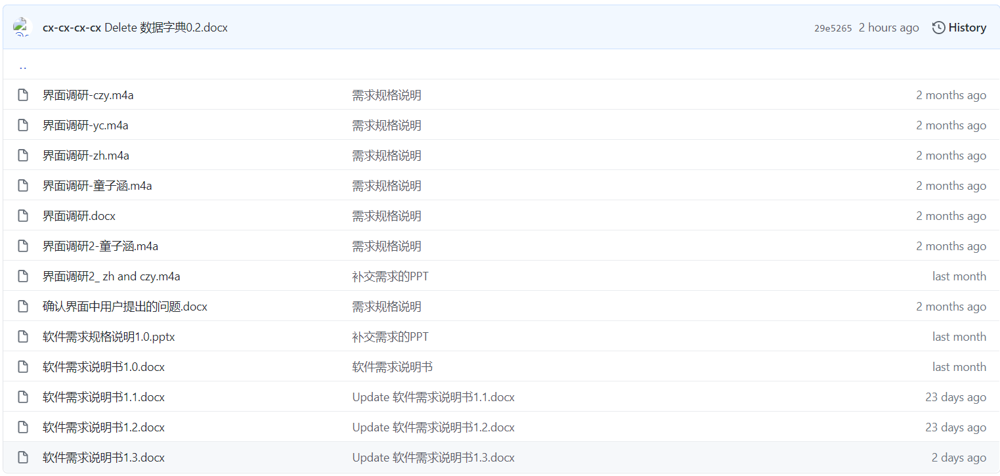 cx-cx-cx-cx Delete 数据字典0.2.docx 29e5265 2 hours ago History
..
界面调研-czy.m4a 需求规格说明 2 months ago
界面调研-yc.m4a 需求规格说明 2 months ago
界面调研-zh.m4a 需求规格说明 2 months ago
界面调研-童子涵.m4a 需求规格说明 2 months ago
界面调研.docx 需求规格说明 2 months ago
界面调研2-童子涵.m4a 需求规格说明 2 months ago
界面调研2_ zh and czy.m4a 补交需求的PPT last month
确认界面中用户提出的问题.docx 需求规格说明 2 months ago
软件需求规格说明1.0.pptx 补交需求的PPT last month
软件需求说明书1.0.docx 软件需求说明书 last month
软件需求说明书1.1.docx Update 软件需求说明书1.1.docx 23 days ago
软件需求说明书1.2.docx Update 软件需求说明书1.2.docx 23 days ago
软件需求说明书1.3.docx Update 软件需求说明书1.3.docx 2 days ago